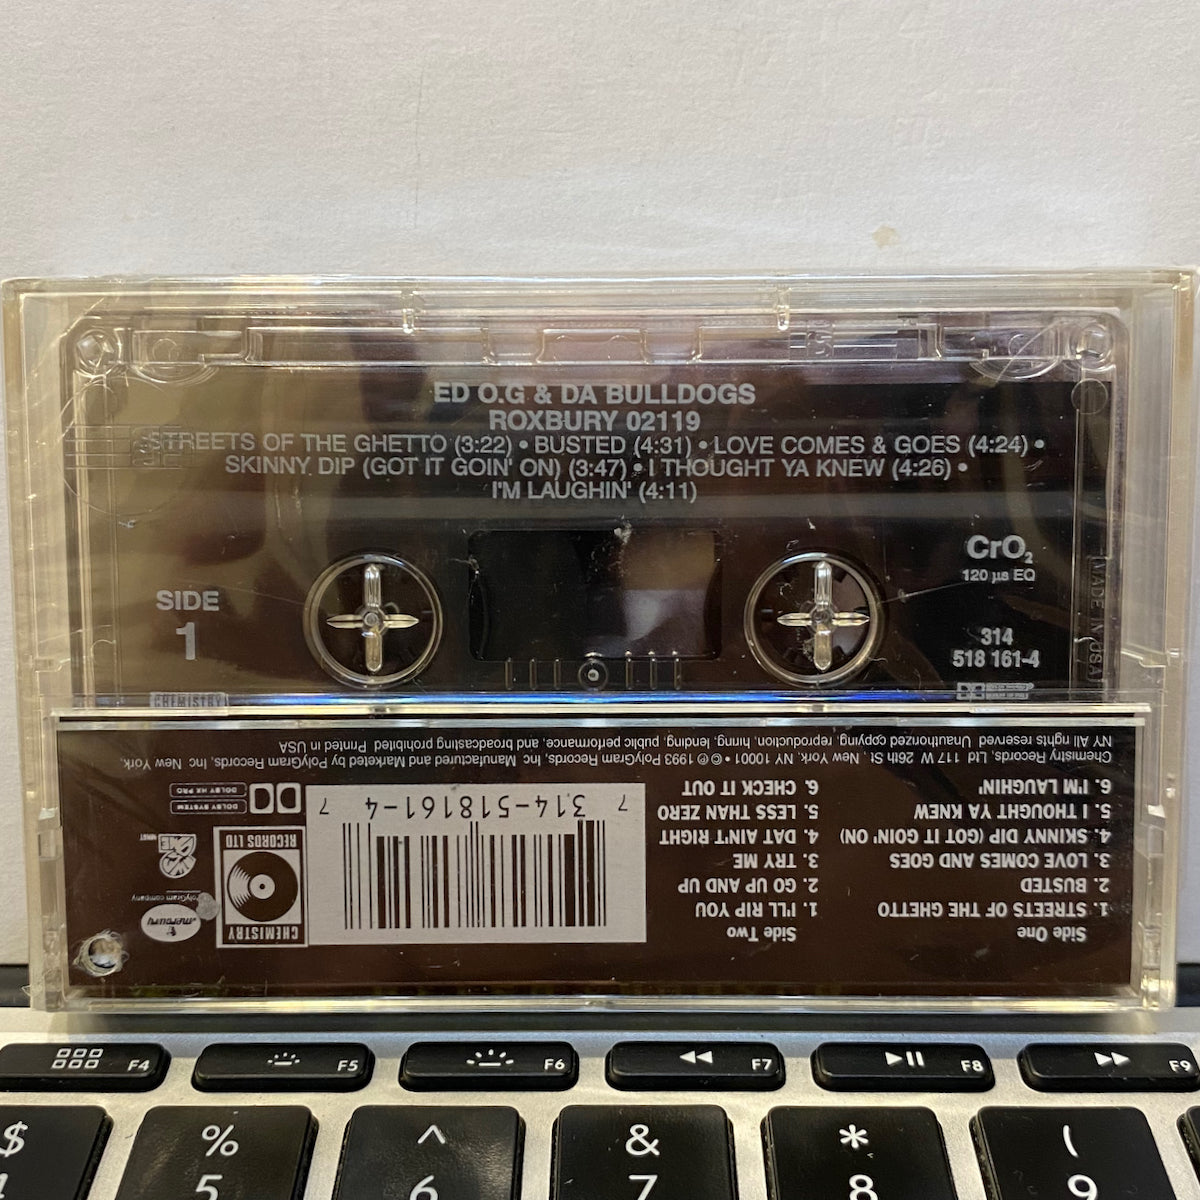 ED O.G & DA BULLDOGS
ROXBURY 02119
STREETS OF THE GHETTO (3:22) • BUSTED (4:31) • LOVE COMES & GOES (4:24) •
SKINNY DIP (GOT IT GOIN' ON) (3:47) • I THOUGHT YA KNEW (4:26) •
I'M LAUGHIN' (4:11)
SIDE
1
CrO2
120 µs EQ
314
518 161-4
MADE IN USA
CHEMISTRY
Side One
1. STREETS OF THE GHETTO
2. BUSTED
3. LOVE COMES AND GOES
4. SKINNY DIP (GOT IT GOIN' ON)
5. I THOUGHT YA KNEW
6. I'M LAUGHIN'
Side Two
1. I'LL RIP YOU
2. GO UP AND UP
3. TRY ME
4. DAT AIN'T RIGHT
5. LESS THAN ZERO
6. CHECK IT OUT
7 314-518161-4 7
CHEMISTRY
RECORDS LTD
mercury
PolyGram company
DOLBY SYSTEM
DOLBY HX PRO
Chemistry Records, Ltd 117 W 26th St., New York, NY 10001 • ℗© 1993 PolyGram Records, Inc Manufactured and Marketed by PolyGram Records, Inc New York,
NY All rights reserved Unauthorized copying, reproduction, hiring, lending, public performance, and broadcasting prohibited Printed in USA
F4
F5
F6
F7
F8
F9
$
4
%
5
^
6
&
7
*
8
(
9